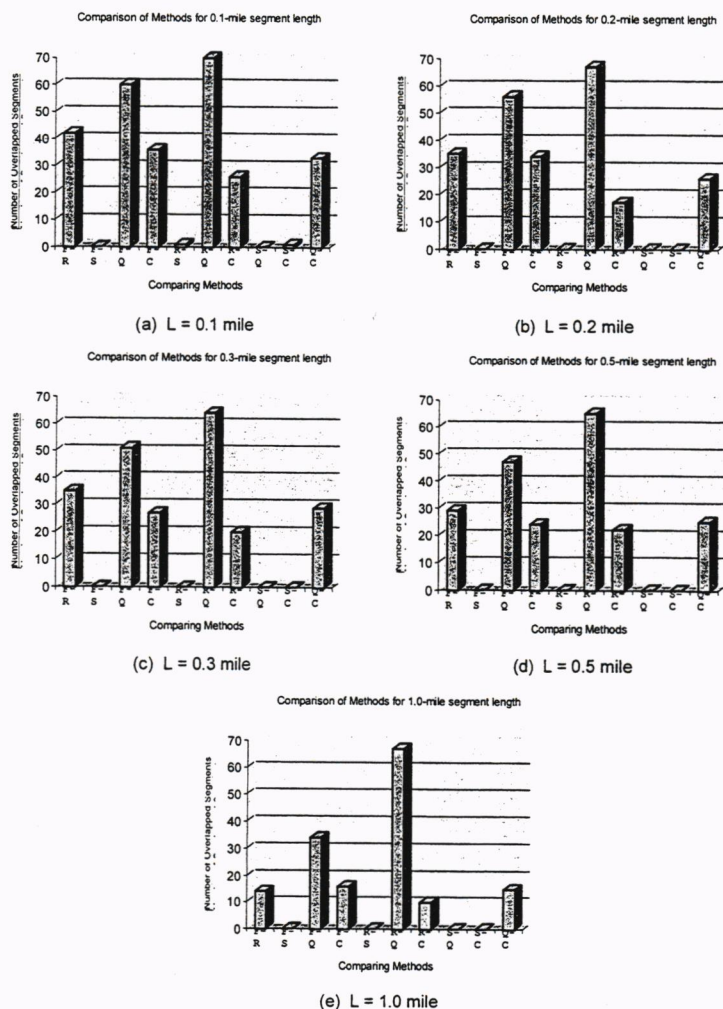 Comparison of Methods for 0.1-mile segment length
Number of Overlapped Segments
70
60
50
40
30
20
10
0
R S Q C S Q C Q C C
Comparing Methods
(a) L = 0.1 mile
Comparison of Methods for 0.2-mile segment length
Number of Overlapped Segments
70
60
50
40
30
20
10
0
R S Q C S Q C Q C C
Comparing Methods
(b) L = 0.2 mile
Comparison of Methods for 0.3-mile segment length
Number of Overlapped Segments
70
60
50
40
30
20
10
0
R S Q C S Q C Q C C
Comparing Methods
(c) L = 0.3 mile
Comparison of Methods for 0.5-mile segment length
Number of Overlapped Segments
70
60
50
40
30
20
10
0
R S Q C S Q C Q C C
Comparing Methods
(d) L = 0.5 mile
Comparison of Methods for 1.0-mile segment length
Number of Overlapped Segments
70
60
50
40
30
20
10
0
R S Q C S Q C Q C C
Comparing Methods
(e) L = 1.0 mile